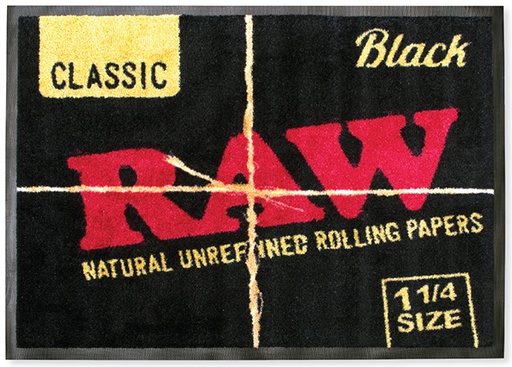 CLASSIC
Black
RAW
NATURAL UNREFINED ROLLING PAPERS
1 1/4
SIZE